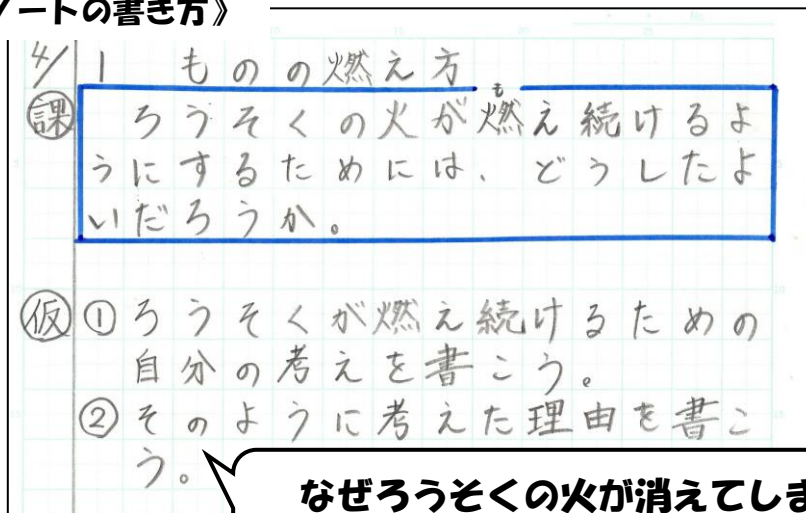 ートの書き方》
4/ 1 ものの燃え方
課 ろうそくの火が燃え続けるよ
うにするためには、どうしたよ
いだろうか。
仮 ①ろうそくが燃え続けるための
自分の考えを書こう。
②そのように考えた理由を書こ
う。
なぜろうそくの火が消えてしま